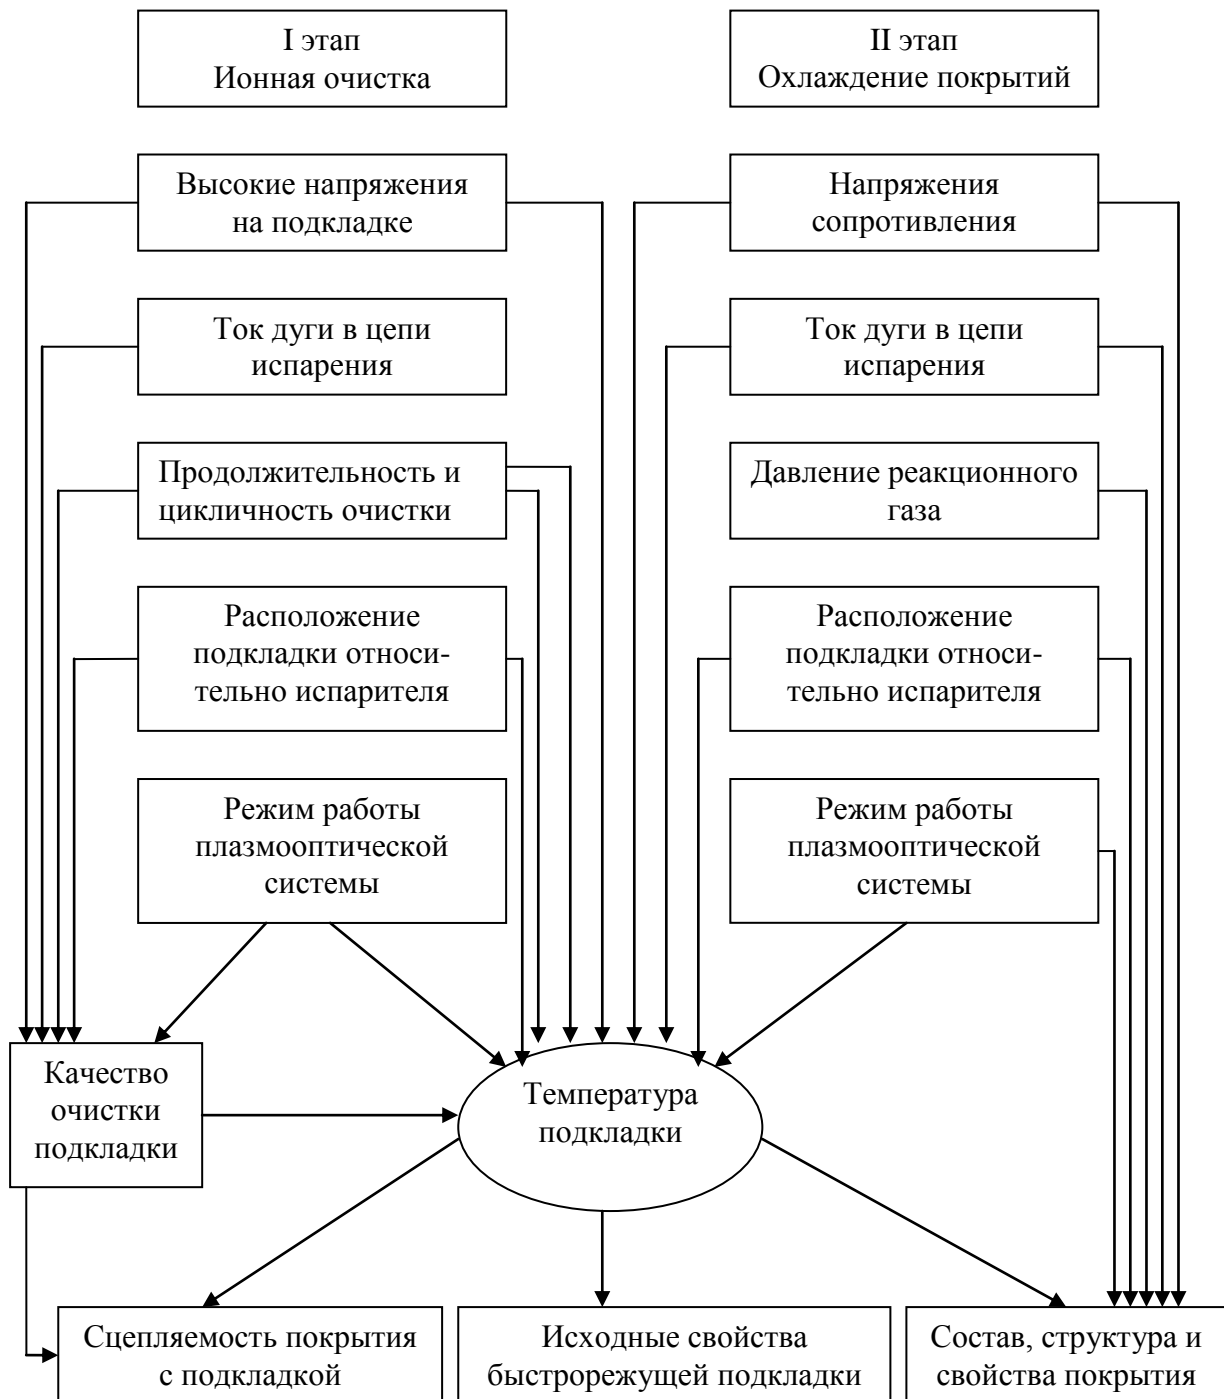 I этап
Ионная очистка
II этап
Охлаждение покрытий
Высокие напряжения
на подкладке
Напряжения
сопротивления
Ток дуги в цепи
испарения
Ток дуги в цепи
испарения
Продолжительность и
цикличность очистки
Давление реакционного
газа
Расположение
подкладки относи-
тельно испарителя
Расположение
подкладки относи-
тельно испарителя
Режим работы
плазмооптической
системы
Режим работы
плазмооптической
системы
Качество
очистки
подкладки
Температура
подкладки
Сцепляемость покрытия
с подкладкой
Исходные свойства
быстрорежущей подкладки
Состав, структура и
свойства покрытия